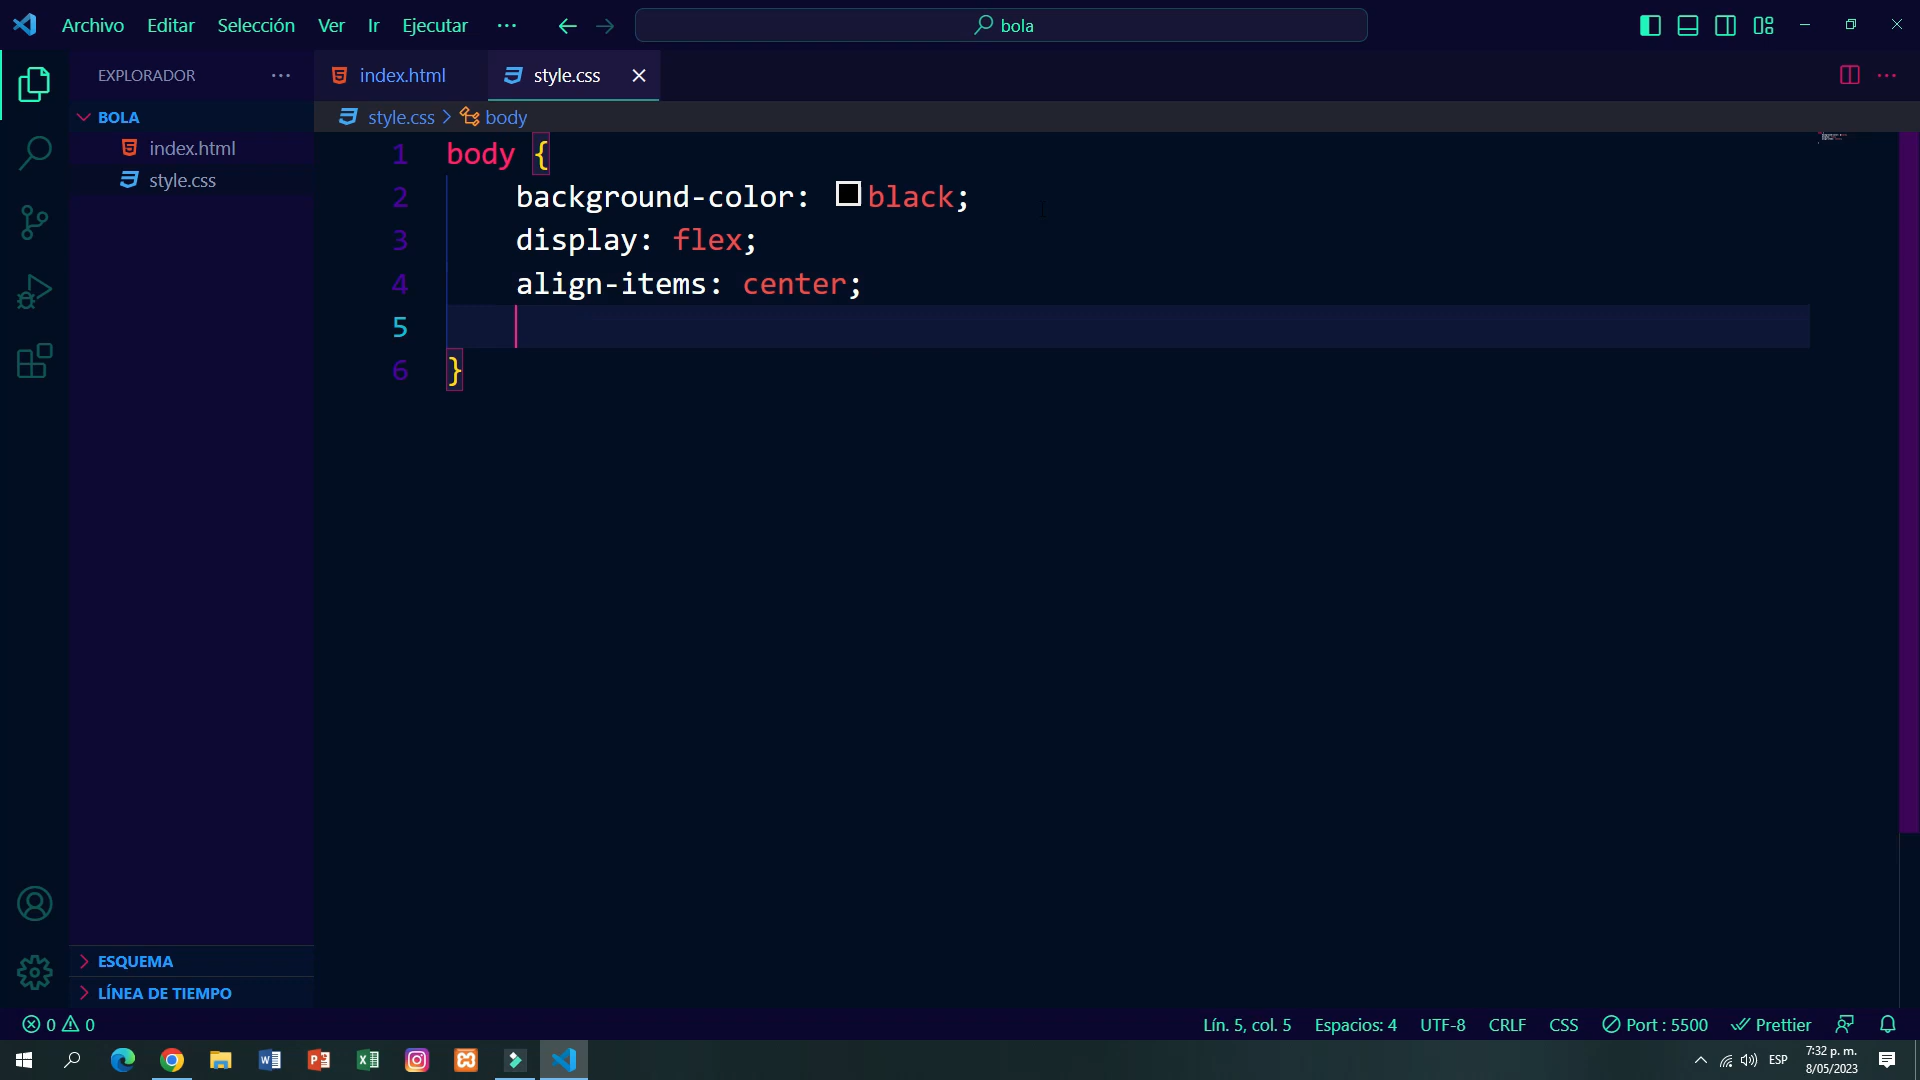 Archivo Editar Selección Ver Ir Ejecutar ··· bola
EXPLORADOR ···
index.html style.css
BOLA
style.css > body
index.html
style.css
1 body {
2     background-color: black;
3     display: flex;
4     align-items: center;
5
6 }
ESQUEMA
LÍNEA DE TIEMPO
0 0 Lín. 5, col. 5 Espacios: 4 UTF-8 CRLF CSS Port : 5500 Prettier
ESP 7:32 p. m.
8/05/2023